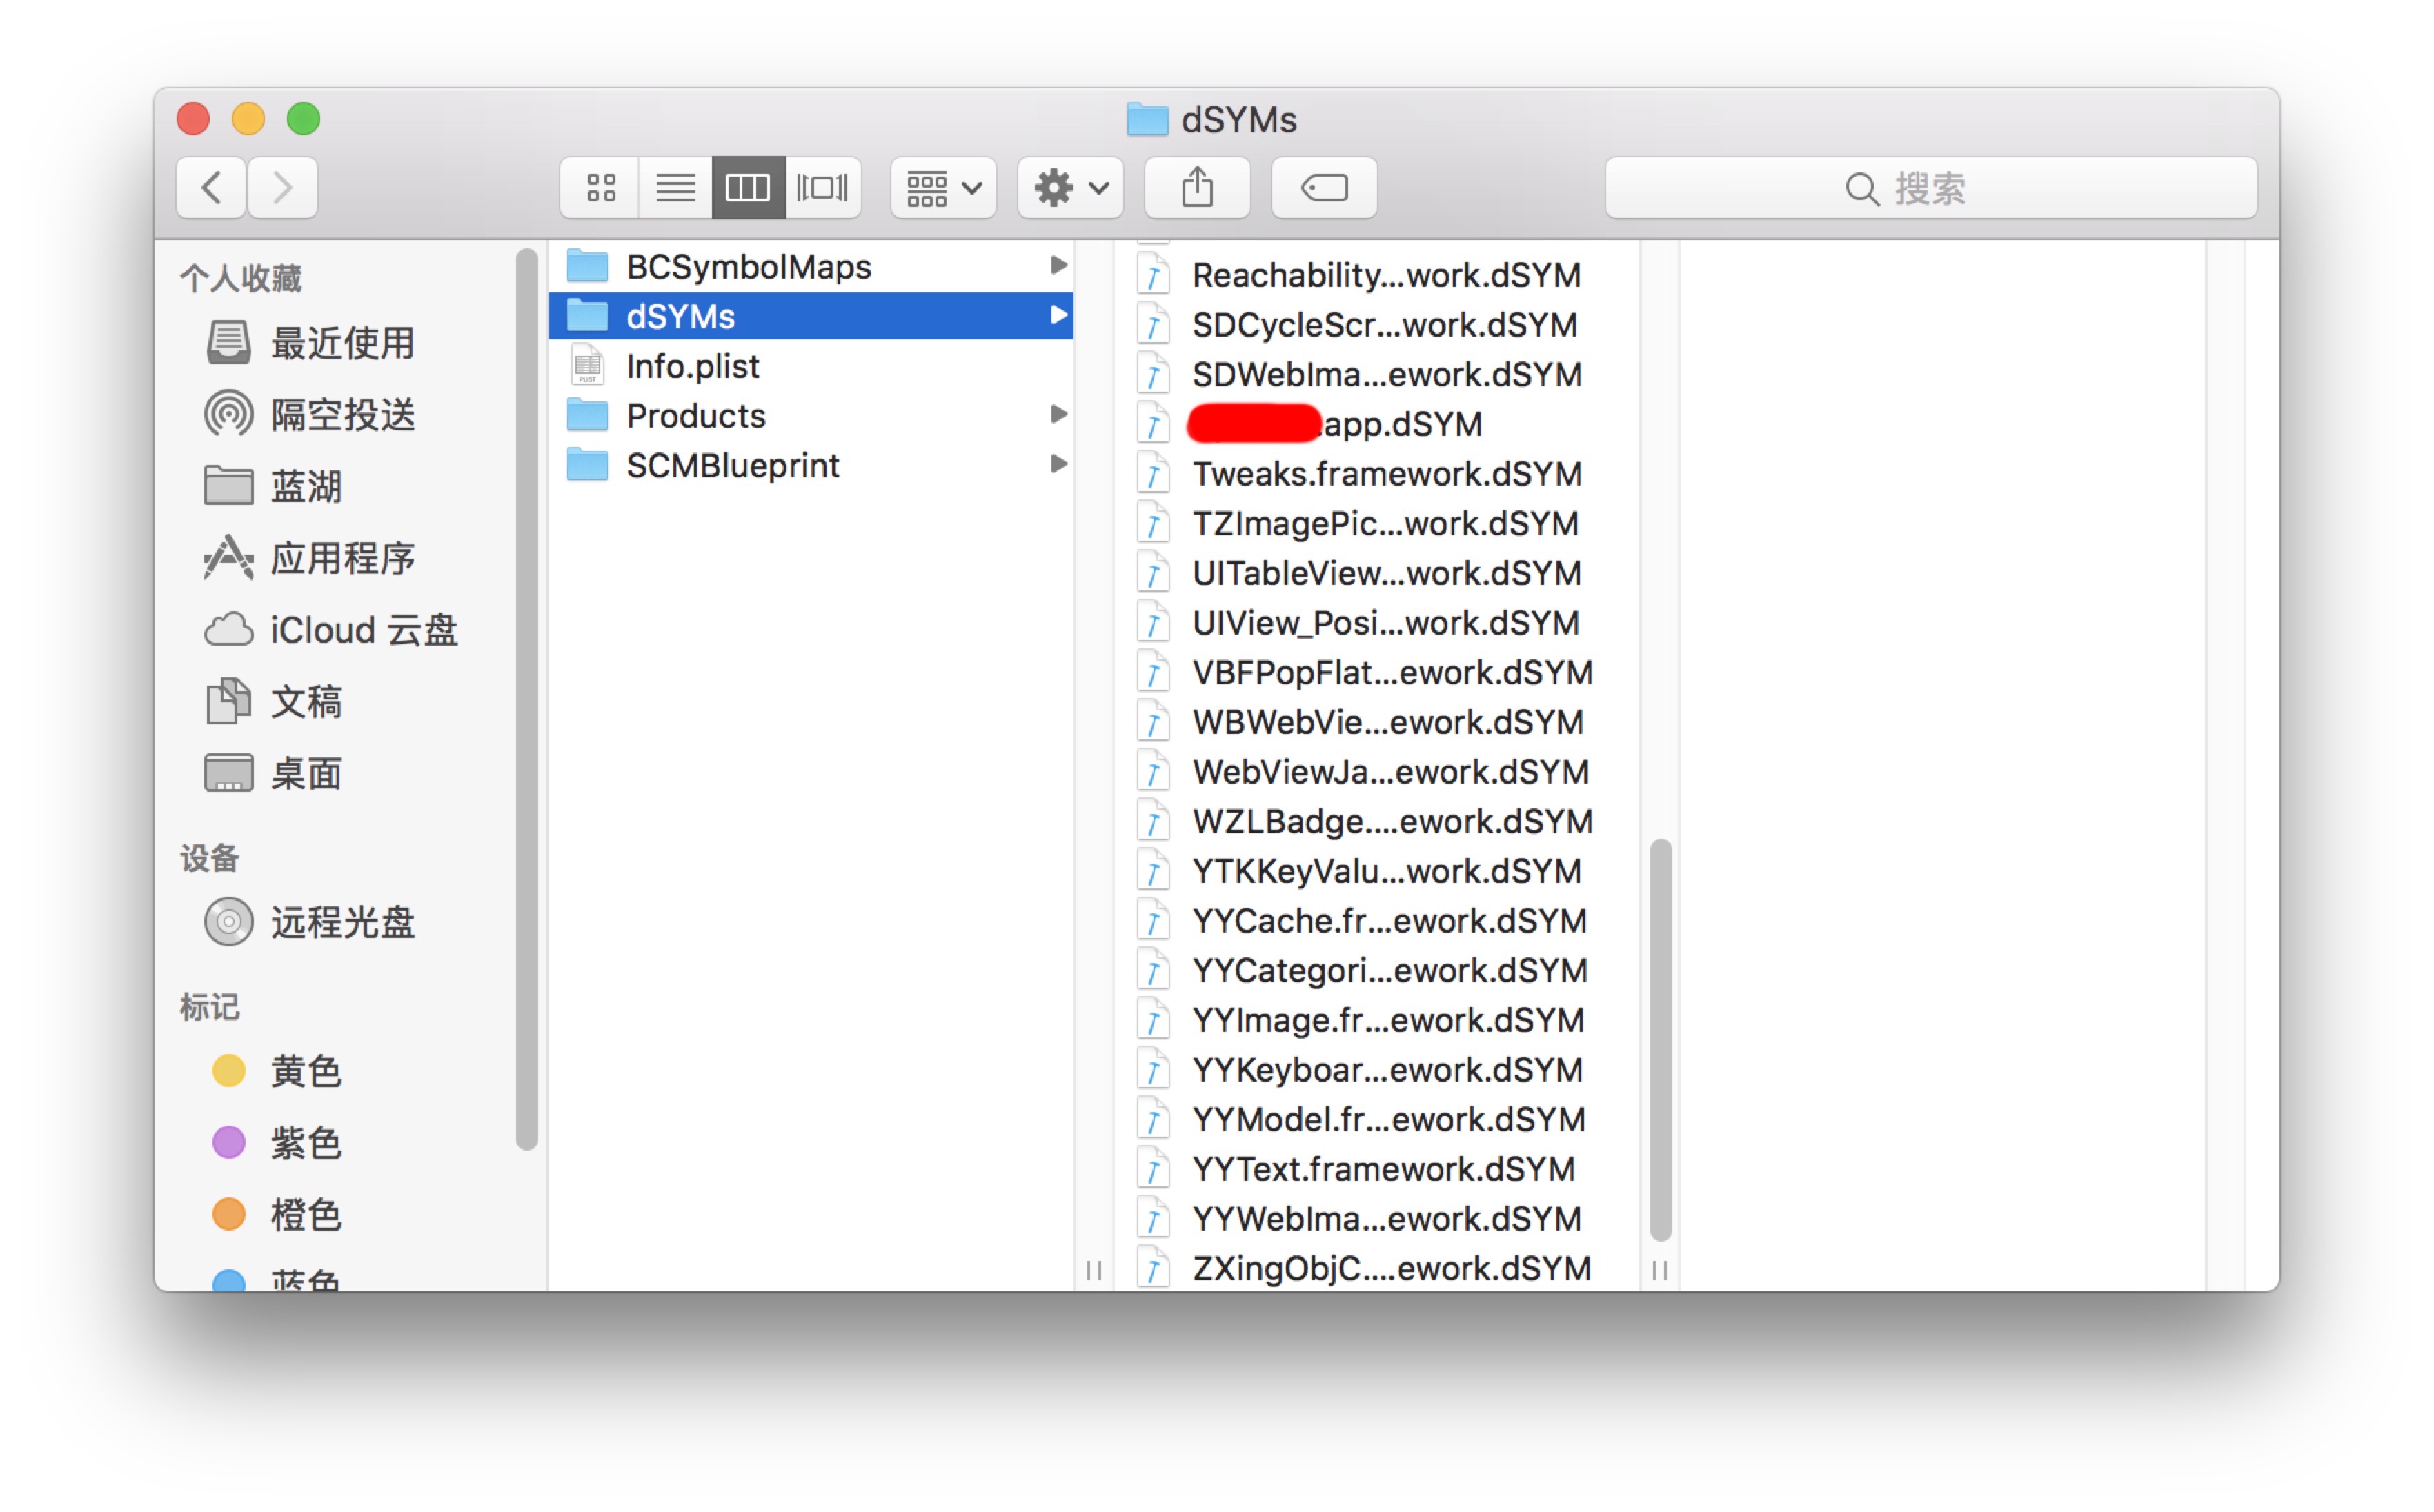 dSYMs
搜索
个人收藏
最近使用
隔空投送
蓝湖
应用程序
iCloud 云盘
文稿
桌面
设备
远程光盘
标记
黄色
紫色
橙色
蓝色
BCSymbolMaps
dSYMs
Info.plist
Products
SCMBlueprint
Reachability...work.dSYM
SDCycleScr...work.dSYM
SDWebIma...ework.dSYM
.app.dSYM
Tweaks.framework.dSYM
TZImagePic...work.dSYM
UITableView...work.dSYM
UIView_Posi...work.dSYM
VBFPopFlat...ework.dSYM
WBWebVie...ework.dSYM
WebViewJa...ework.dSYM
WZLBadge....ework.dSYM
YTKKeyValu...work.dSYM
YYCache.fr...ework.dSYM
YYCategori...ework.dSYM
YYImage.fr...ework.dSYM
YYKeyboar...ework.dSYM
YYModel.fr...ework.dSYM
YYText.framework.dSYM
YYWebIma...ework.dSYM
ZXingObjC....ework.dSYM